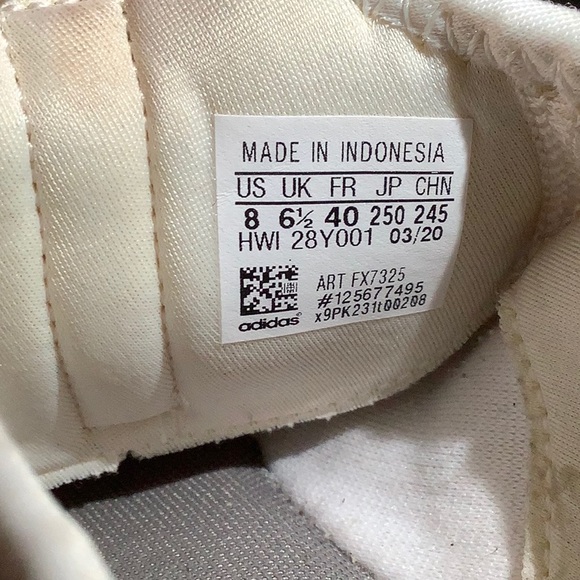 MADE IN INDONESIA
US UK FR JP CHN
8 6½ 40 250 245
HWI 28Y001 03/20
ART FX7325
#125677495
x9PK231t00208
adidas